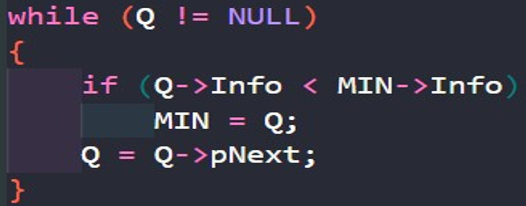 while (Q != NULL)
{
if (Q->Info < MIN->Info)
MIN = Q;
Q = Q->pNext;
}